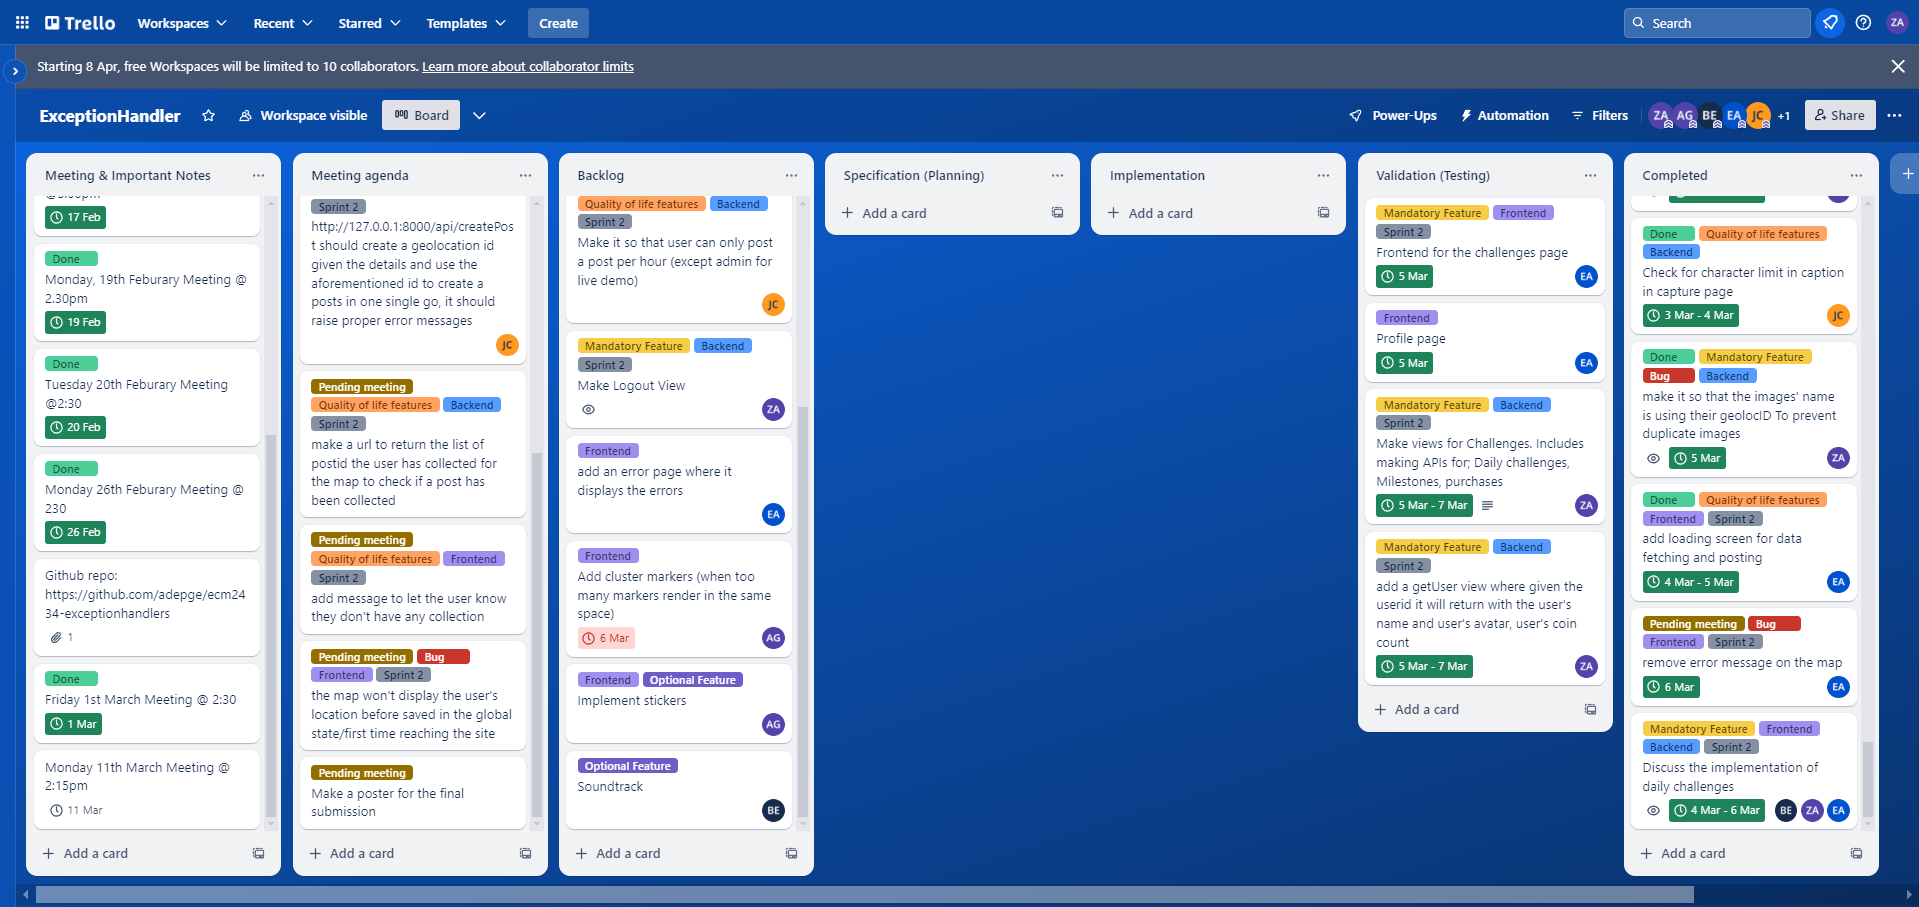 Trello
Workspaces
Recent
Starred
Templates
Create
Search
ZA
Starting 8 Apr, free Workspaces will be limited to 10 collaborators. Learn more about collaborator limits
ExceptionHandler
Workspace visible
Board
Power-Ups
Automation
Filters
ZA
AG
BE
EA
JC
+1
Share
Meeting & Important Notes
17 Feb
Done
Monday, 19th Feburary Meeting @
2.30pm
19 Feb
Done
Tuesday 20th Feburary Meeting
@2:30
20 Feb
Done
Monday 26th Feburary Meeting @
230
26 Feb
Github repo:
https://github.com/adepge/ecm24
34-exceptionhandlers
1
Done
Friday 1st March Meeting @ 2:30
1 Mar
Monday 11th March Meeting @
2:15pm
11 Mar
Add a card
Meeting agenda
Sprint 2
http://127.0.0.1:8000/api/createPos
t should create a geolocation id
given the details and use the
aforementioned id to create a
posts in one single go, it should
raise proper error messages
JC
Pending meeting
Quality of life features Backend
Sprint 2
make a url to return the list of
postid the user has collected for
the map to check if a post has
been collected
Pending meeting
Quality of life features Frontend
Sprint 2
add message to let the user know
they don't have any collection
Pending meeting Bug
Frontend Sprint 2
the map won't display the user's
location before saved in the global
state/first time reaching the site
Pending meeting
Make a poster for the final
submission
Add a card
Backlog
Quality of life features Backend
Sprint 2
Make it so that user can only post
a post per hour (except admin for
live demo)
JC
Mandatory Feature Backend
Sprint 2
Make Logout View
ZA
Frontend
add an error page where it
displays the errors
EA
Frontend
Add cluster markers (when too
many markers render in the same
space)
6 Mar
AG
Frontend Optional Feature
Implement stickers
AG
Optional Feature
Soundtrack
BE
Add a card
Specification (Planning)
Add a card
Implementation
Add a card
Validation (Testing)
Mandatory Feature Frontend
Sprint 2
Frontend for the challenges page
5 Mar
EA
Frontend
Profile page
5 Mar
EA
Mandatory Feature Backend
Sprint 2
Make views for Challenges. Includes
making APIs for; Daily challenges,
Milestones, purchases
5 Mar - 7 Mar
ZA
Mandatory Feature Backend
Sprint 2
add a getUser view where given the
userid it will return with the user's
name and user's avatar, user's coin
count
5 Mar - 7 Mar
ZA
Add a card
Completed
Done Quality of life features
Backend
Check for character limit in caption
in capture page
3 Mar - 4 Mar
JC
Done Mandatory Feature
Bug Backend
make it so that the images' name
is using their geolocID To prevent
duplicate images
5 Mar
ZA
Done Quality of life features
Frontend Sprint 2
add loading screen for data
fetching and posting
4 Mar - 5 Mar
EA
Pending meeting Bug
Frontend Sprint 2
remove error message on the map
6 Mar
EA
Mandatory Feature Frontend
Backend Sprint 2
Discuss the implementation of
daily challenges
4 Mar - 6 Mar
BE ZA EA
Add a card